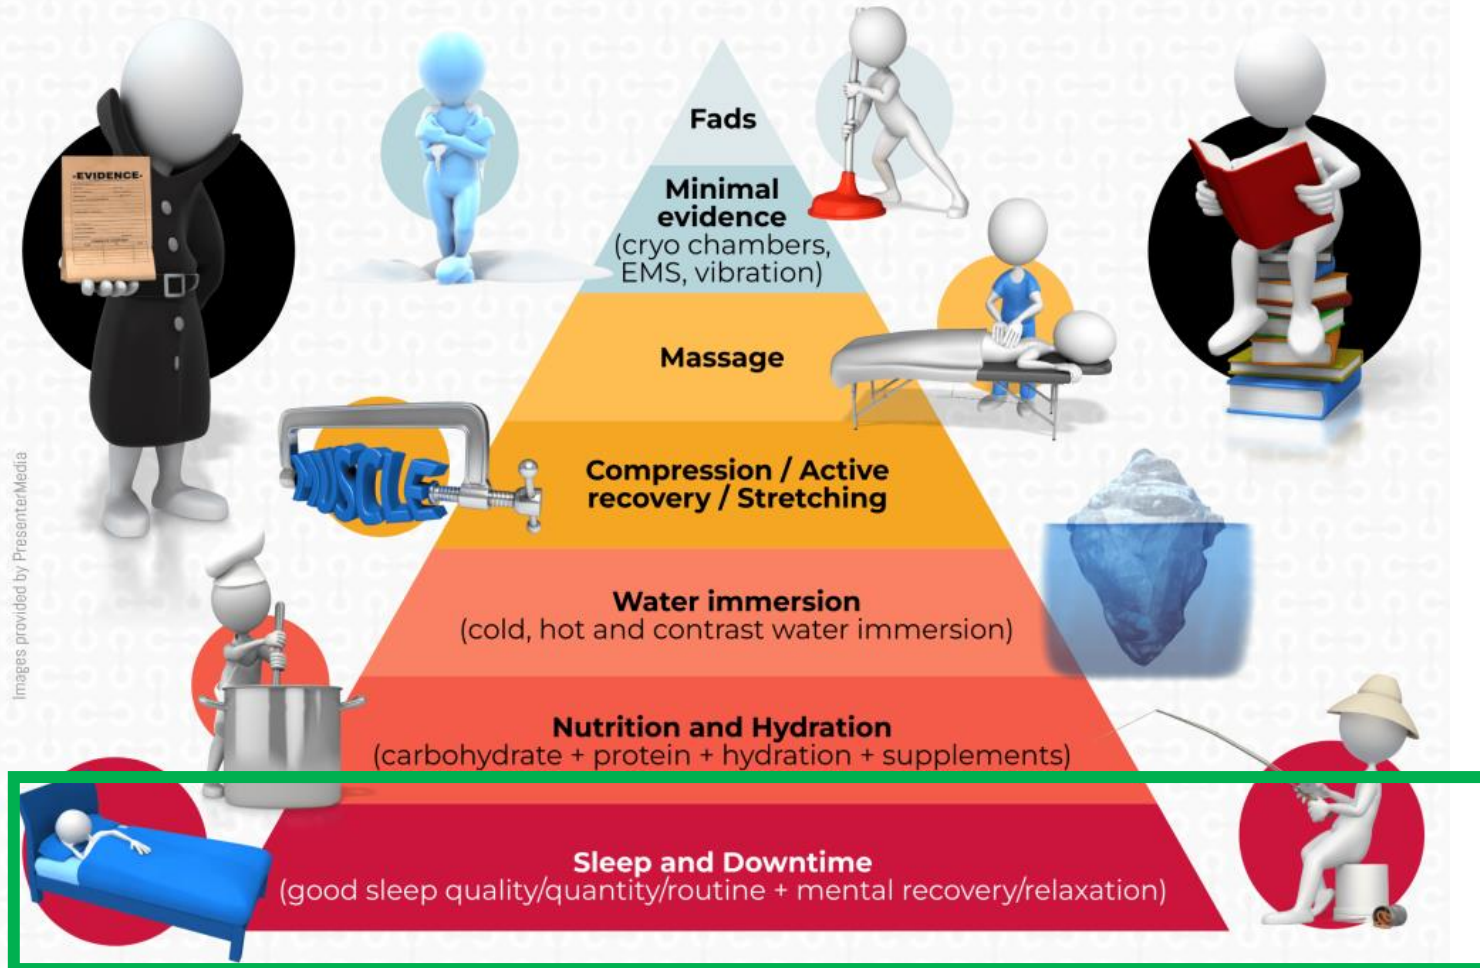 Fads
-EVIDENCE-
Minimal
evidence
(cryo chambers,
EMS, vibration)
Massage
MUSCLE
Compression / Active
recovery / Stretching
Water immersion
(cold, hot and contrast water immersion)
Nutrition and Hydration
(carbohydrate + protein + hydration + supplements)
Sleep and Downtime
(good sleep quality/quantity/routine + mental recovery/relaxation)
Images provided by PresenterMedia